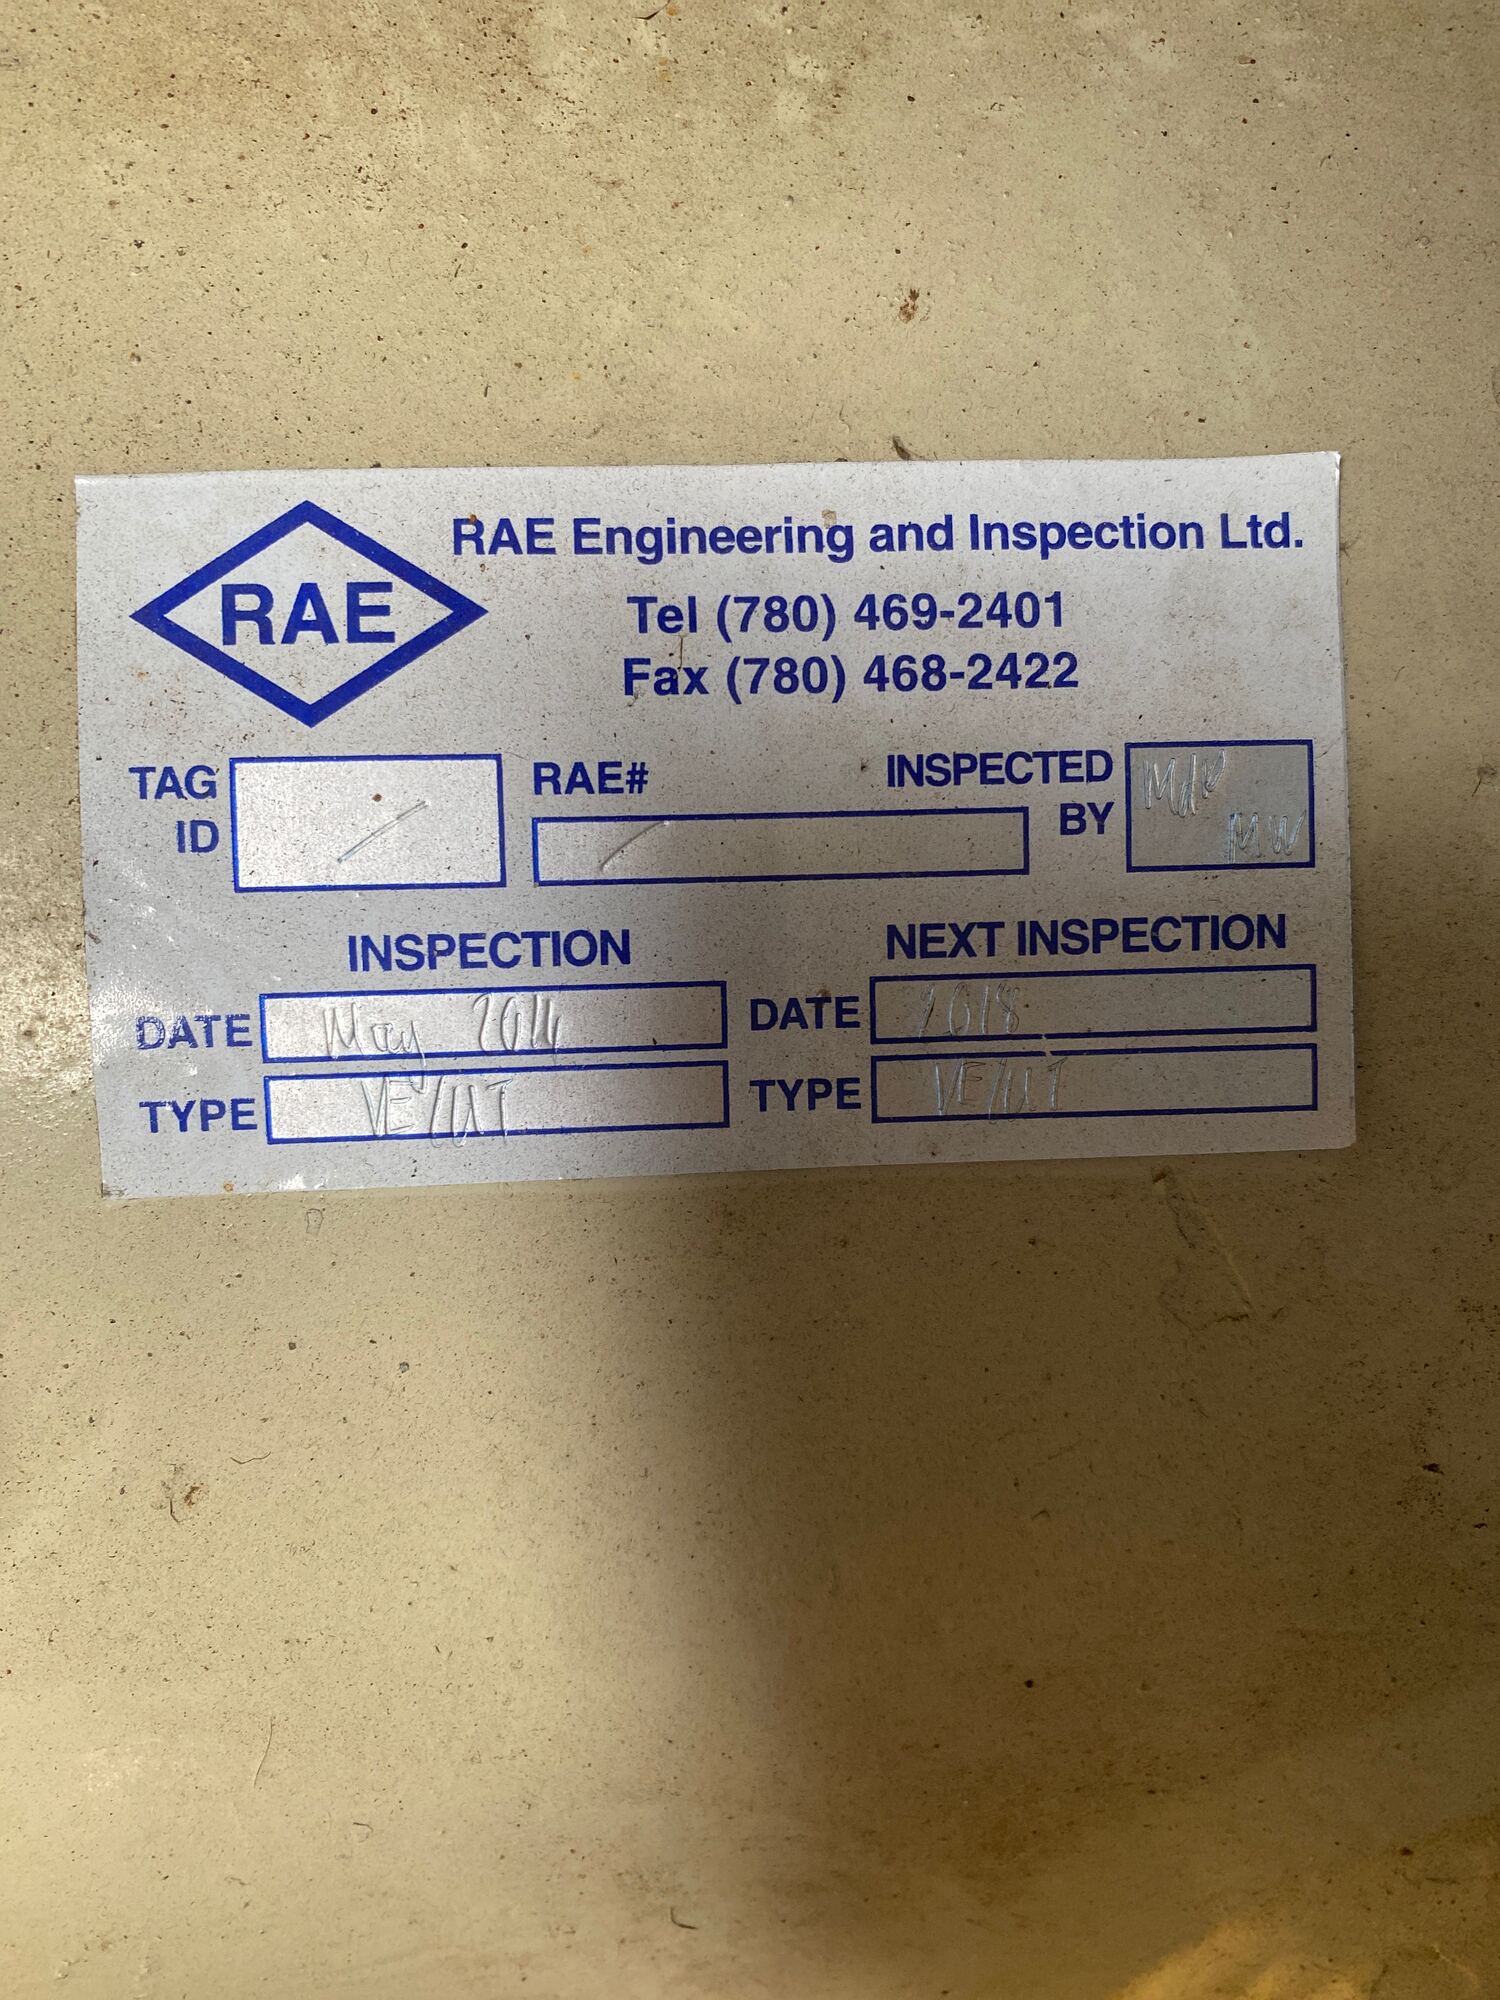 RAE
RAE Engineering and Inspection Ltd.
Tel (780) 469-2401
Fax (780) 468-2422
TAG ID /
RAE# /
INSPECTED BY MW
INSPECTION
DATE May
TYPE VE/UT
NEXT INSPECTION
DATE 2018
TYPE VE/UT